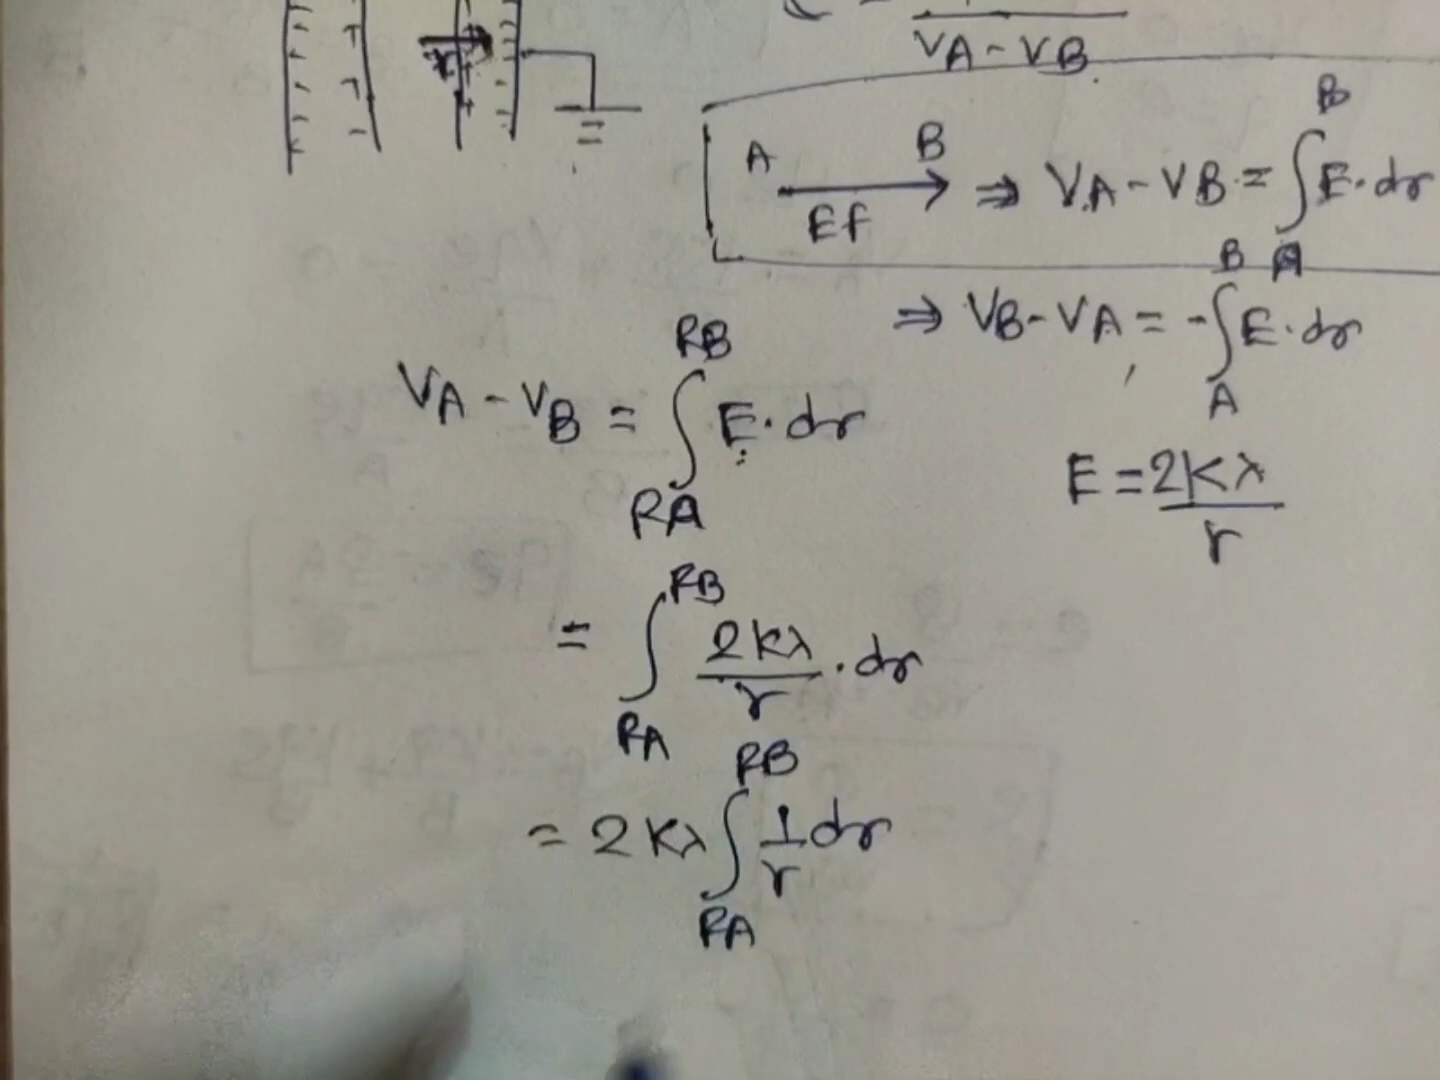 VA - VB
A B ⇒ VA - VB = ∫ E · dr
EF
B
A
⇒ VB - VA = - ∫ E · dr
B
A
VA - VB = ∫ E · dr
RB
RA
E = 2Kλ / r
= ∫ 2Kλ / r · dr
RB
RA
= 2Kλ ∫ 1/r dr
RB
RA